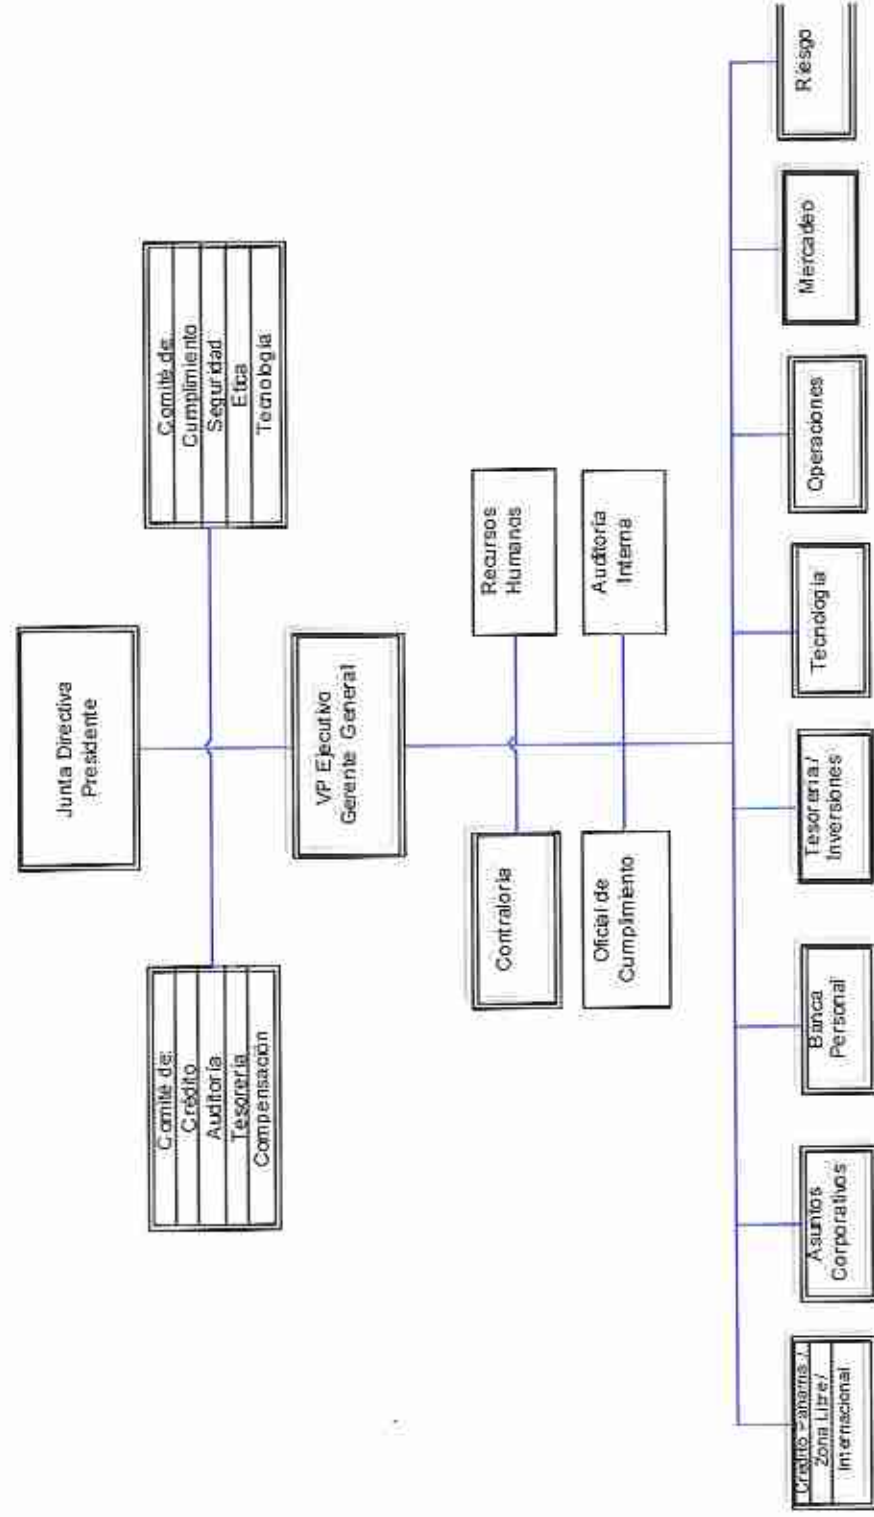 Junta Directiva
Presidente
Comité de:
Crédito
Auditoría
Tesorería
Compensación
Comité de:
Cumplimiento
Seguridad
Etica
Tecnología
VP Ejecutivo
Gerente General
Contraloría
Recursos
Humanos
Oficial de
Cumplimiento
Auditoría
Interna
Crédito Panamá /
Zona Libre/
Internacional
Asuntos
Corporativos
Banca
Personal
Tesorería/
Inversiones
Tecnología
Operaciones
Mercadeo
Riesgo